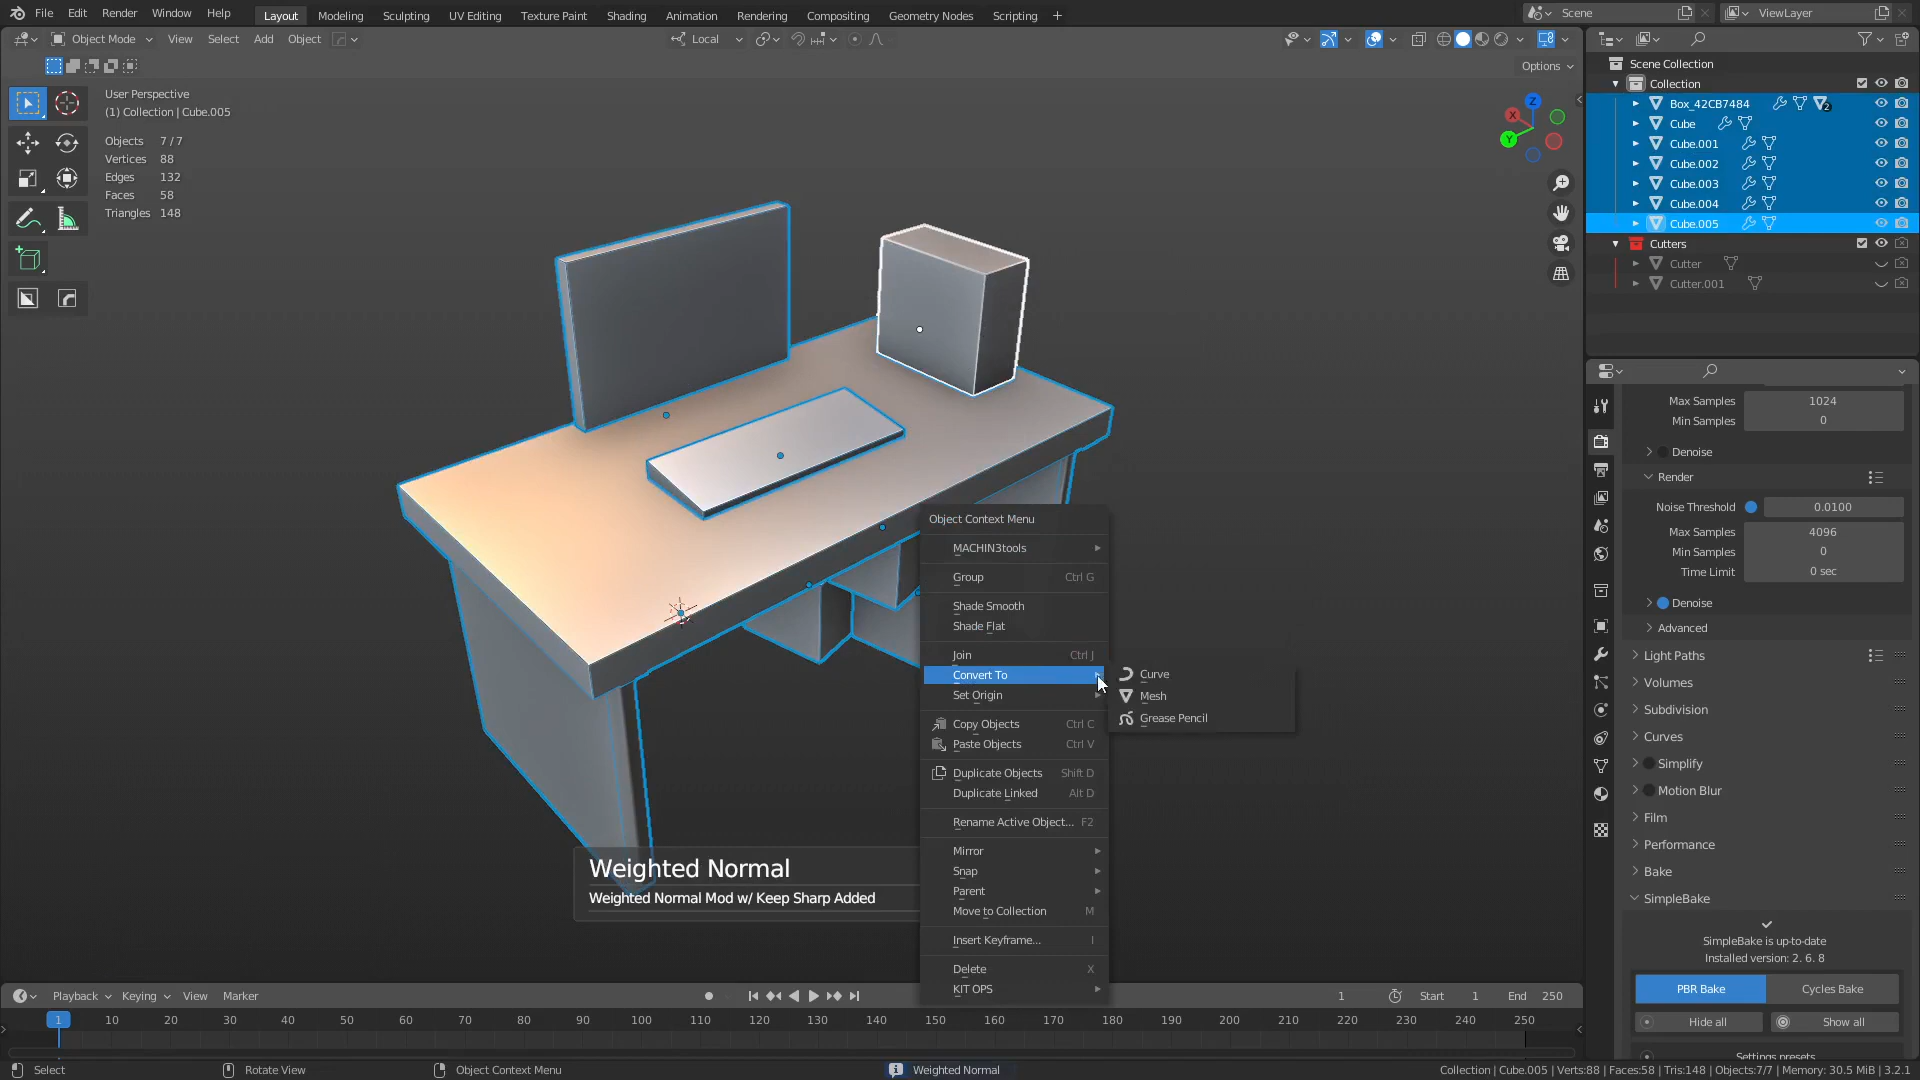 File Edit Render Window Help Layout Modeling Sculpting UV Editing Texture Paint Shading Animation Rendering Compositing Geometry Nodes Scripting +
Scene ViewLayer
Object Mode View Select Add Object Local
Options
User Perspective
(1) Collection | Cube.005
Objects 7/7
Vertices 88
Edges 132
Faces 58
Triangles 148
Z
X
Y
Scene Collection
Collection
Box_42CB7484 2
Cube
Cube.001
Cube.002
Cube.003
Cube.004
Cube.005
Cutters
Cutter
Cutter.001
Max Samples 1024
Min Samples 0
Denoise
Render
Noise Threshold 0.0100
Max Samples 4096
Min Samples 0
Time Limit 0 sec
Denoise
Advanced
Light Paths
Volumes
Subdivision
Curves
Simplify
Motion Blur
Film
Performance
Bake
SimpleBake
SimpleBake is up-to-date
Installed version: 2. 6. 8
PBR Bake Cycles Bake
Hide all Show all
Settings presets
Object Context Menu
MACHIN3tools
Group Ctrl G
Shade Smooth
Shade Flat
Join Ctrl J
Convert To
Set Origin
Copy Objects Ctrl C
Paste Objects Ctrl V
Duplicate Objects Shift D
Duplicate Linked Alt D
Rename Active Object... F2
Mirror
Snap
Parent
Move to Collection M
Insert Keyframe... I
Delete X
KIT OPS
Curve
Mesh
Grease Pencil
Weighted Normal
Weighted Normal Mod w/ Keep Sharp Added
Playback Keying View Marker 1 Start 1 End 250
1 10 20 30 40 50 60 70 80 90 100 110 120 130 140 150 160 170 180 190 200 210 220 230 240 250
Select Rotate View Object Context Menu Weighted Normal Collection | Cube.005 | Verts:88 | Faces:58 | Tris:148 | Objects:7/7 | Memory: 30.5 MiB | 3.2.1